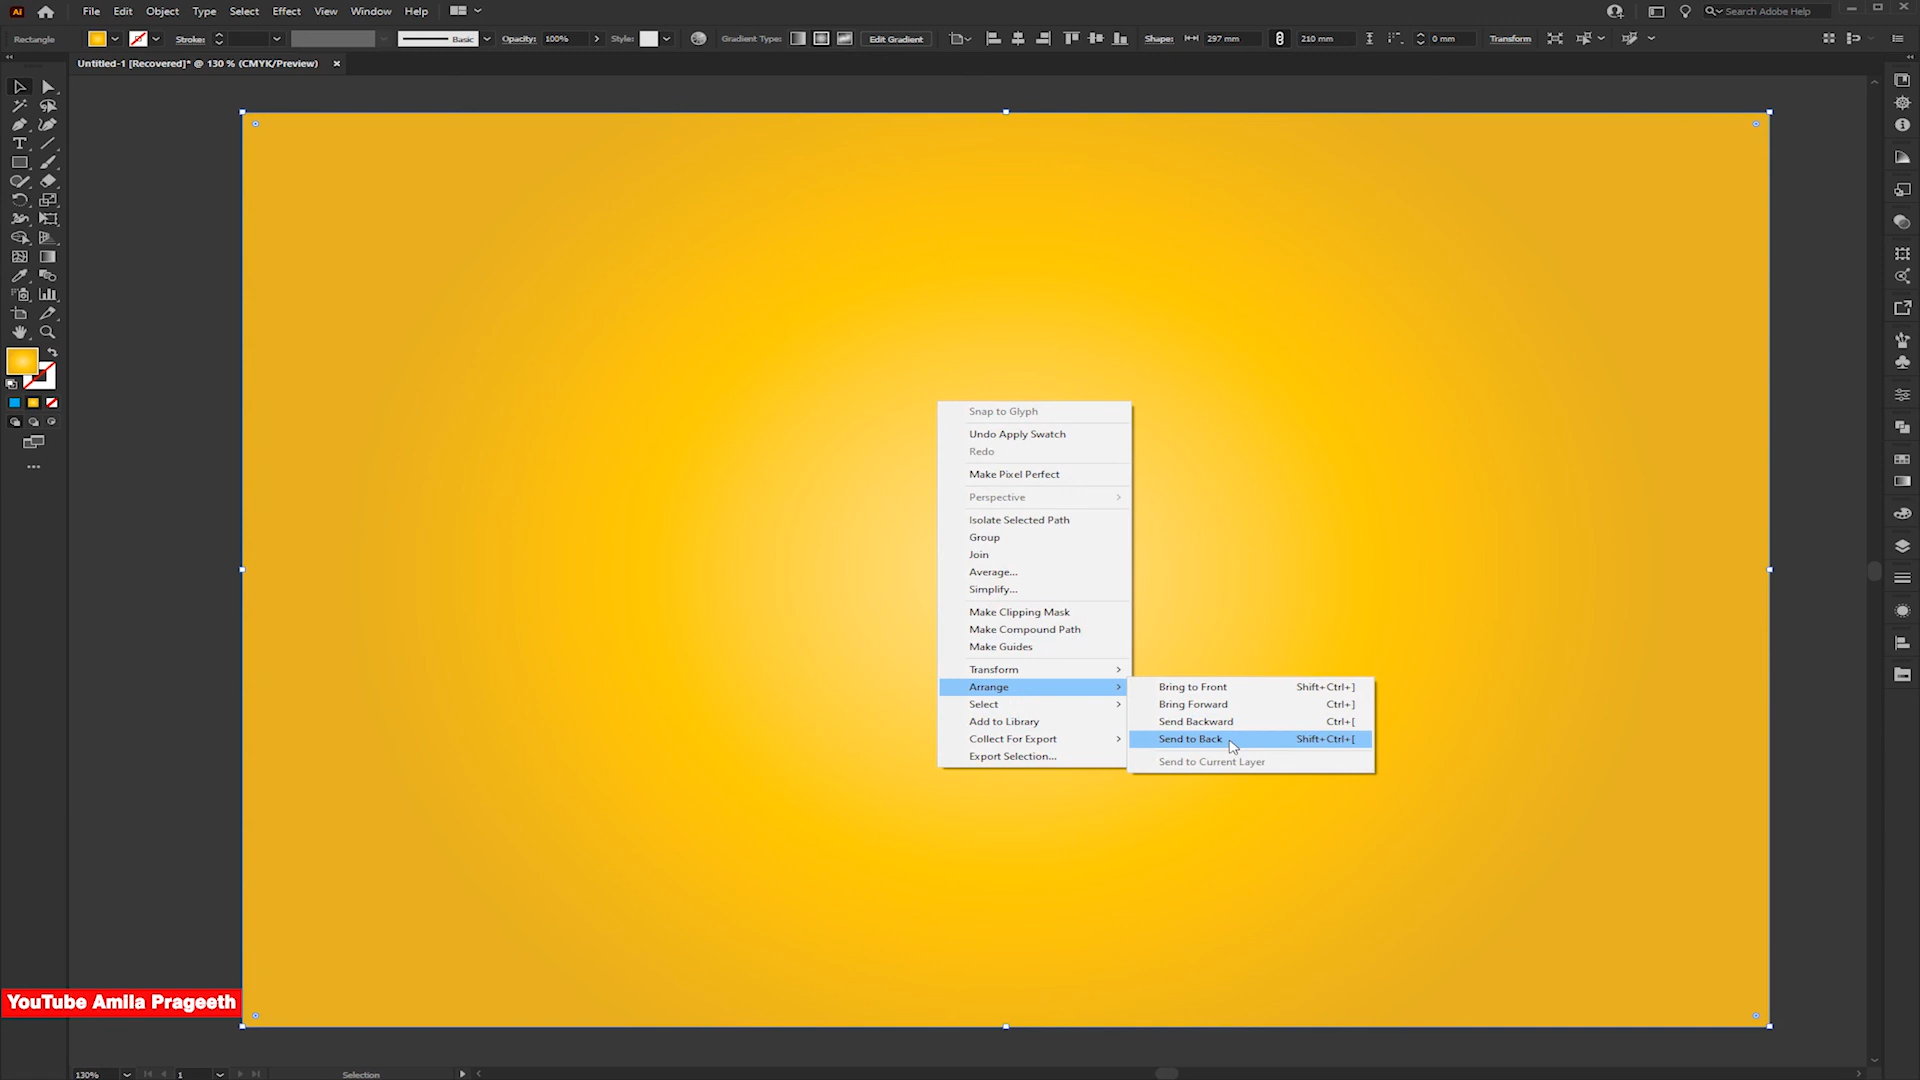 Ai File Edit Object Type Select Effect View Window Help Search Adobe Help
Rectangle Stroke: Basic Opacity: 100% Style: Gradient Type: Edit Gradient Shape: 297 mm 210 mm 0 mm Transform
Untitled-1 [Recovered]* @ 130 % (CMYK/Preview)
Snap to Glyph
Undo Apply Swatch
Redo
Make Pixel Perfect
Perspective
Isolate Selected Path
Group
Join
Average...
Simplify...
Make Clipping Mask
Make Compound Path
Make Guides
Transform
Arrange
Select
Add to Library
Collect For Export
Export Selection...
Bring to Front Shift+Ctrl+]
Bring Forward Ctrl+]
Send Backward Ctrl+[
Send to Back Shift+Ctrl+[
Send to Current Layer
YouTube Amila Prageeth
130% 1 Selection